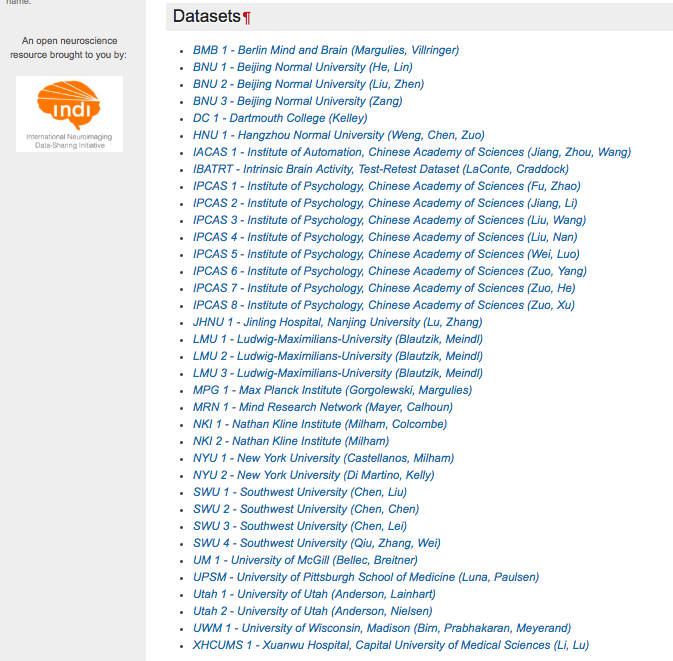 name.
An open neuroscience
resource brought to you by:
indi
International Neuroimaging
Data-Sharing Initiative
Datasets¶
BMB 1 - Berlin Mind and Brain (Margulies, Villringer)
BNU 1 - Beijing Normal University (He, Lin)
BNU 2 - Beijing Normal University (Liu, Zhen)
BNU 3 - Beijing Normal University (Zang)
DC 1 - Dartmouth College (Kelley)
HNU 1 - Hangzhou Normal University (Weng, Chen, Zuo)
IACAS 1 - Institute of Automation, Chinese Academy of Sciences (Jiang, Zhou, Wang)
IBATRT - Intrinsic Brain Activity, Test-Retest Dataset (LaConte, Craddock)
IPCAS 1 - Institute of Psychology, Chinese Academy of Sciences (Fu, Zhao)
IPCAS 2 - Institute of Psychology, Chinese Academy of Sciences (Jiang, Li)
IPCAS 3 - Institute of Psychology, Chinese Academy of Sciences (Liu, Wang)
IPCAS 4 - Institute of Psychology, Chinese Academy of Sciences (Liu, Nan)
IPCAS 5 - Institute of Psychology, Chinese Academy of Sciences (Wei, Luo)
IPCAS 6 - Institute of Psychology, Chinese Academy of Sciences (Zuo, Yang)
IPCAS 7 - Institute of Psychology, Chinese Academy of Sciences (Zuo, He)
IPCAS 8 - Institute of Psychology, Chinese Academy of Sciences (Zuo, Xu)
JHNU 1 - Jinling Hospital, Nanjing University (Lu, Zhang)
LMU 1 - Ludwig-Maximilians-University (Blautzik, Meindl)
LMU 2 - Ludwig-Maximilians-University (Blautzik, Meindl)
LMU 3 - Ludwig-Maximilians-University (Blautzik, Meindl)
MPG 1 - Max Planck Institute (Gorgolewski, Margulies)
MRN 1 - Mind Research Network (Mayer, Calhoun)
NKI 1 - Nathan Kline Institute (Milham, Colcombe)
NKI 2 - Nathan Kline Institute (Milham)
NYU 1 - New York University (Castellanos, Milham)
NYU 2 - New York University (Di Martino, Kelly)
SWU 1 - Southwest University (Chen, Liu)
SWU 2 - Southwest University (Chen, Chen)
SWU 3 - Southwest University (Chen, Lei)
SWU 4 - Southwest University (Qiu, Zhang, Wei)
UM 1 - University of McGill (Bellec, Breitner)
UPSM - University of Pittsburgh School of Medicine (Luna, Paulsen)
Utah 1 - University of Utah (Anderson, Lainhart)
Utah 2 - University of Utah (Anderson, Nielsen)
UWM 1 - University of Wisconsin, Madison (Birn, Prabhakaran, Meyerand)
XHCUMS 1 - Xuanwu Hospital, Capital University of Medical Sciences (Li, Lu)